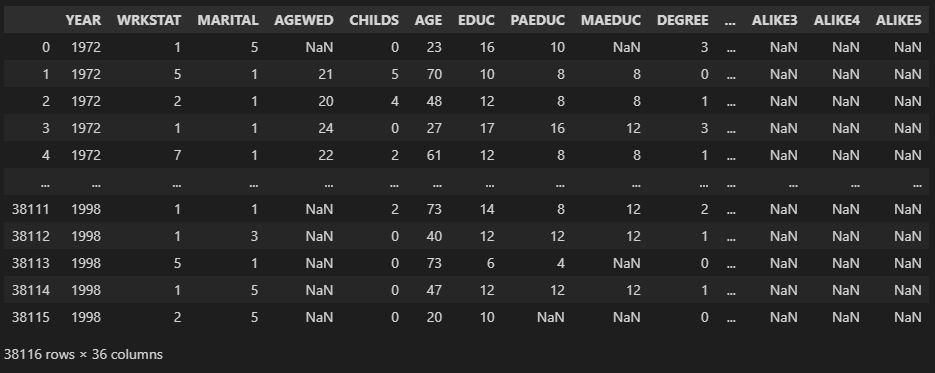 YEAR WRKSTAT MARITAL AGEWED CHILDS AGE EDUC PAEDUC MAEDUC DEGREE ... ALIKE3 ALIKE4 ALIKE5
0 1972 1 5 NaN 0 23 16 10 NaN 3 ... NaN NaN NaN
1 1972 5 1 21 5 70 10 8 8 0 ... NaN NaN NaN
2 1972 2 1 20 4 48 12 8 8 1 ... NaN NaN NaN
3 1972 1 1 24 0 27 17 16 12 3 ... NaN NaN NaN
4 1972 7 1 22 2 61 12 8 8 1 ... NaN NaN NaN
... ... ... ... ... ... ... ... ... ... ... ... ... ... ...
38111 1998 1 1 NaN 2 73 14 8 12 2 ... NaN NaN NaN
38112 1998 1 3 NaN 0 40 12 12 12 1 ... NaN NaN NaN
38113 1998 5 1 NaN 0 73 6 4 NaN 0 ... NaN NaN NaN
38114 1998 1 5 NaN 0 47 12 12 12 1 ... NaN NaN NaN
38115 1998 2 5 NaN 0 20 10 NaN NaN 0 ... NaN NaN NaN
38116 rows × 36 columns